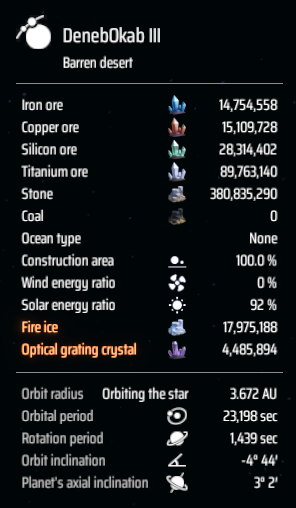 DenebOkab III
Barren desert
Iron ore 14,754,558
Copper ore 15,109,728
Silicon ore 28,314,402
Titanium ore 89,763,140
Stone 380,835,290
Coal 0
Ocean type None
Construction area 100.0 %
Wind energy ratio 0 %
Solar energy ratio 92 %
Fire ice 17,975,188
Optical grating crystal 4,485,894
Orbit radius Orbiting the star 3.672 AU
Orbital period 23,198 sec
Rotation period 1,439 sec
Orbit inclination -4° 44'
Planet's axial inclination 3° 2'